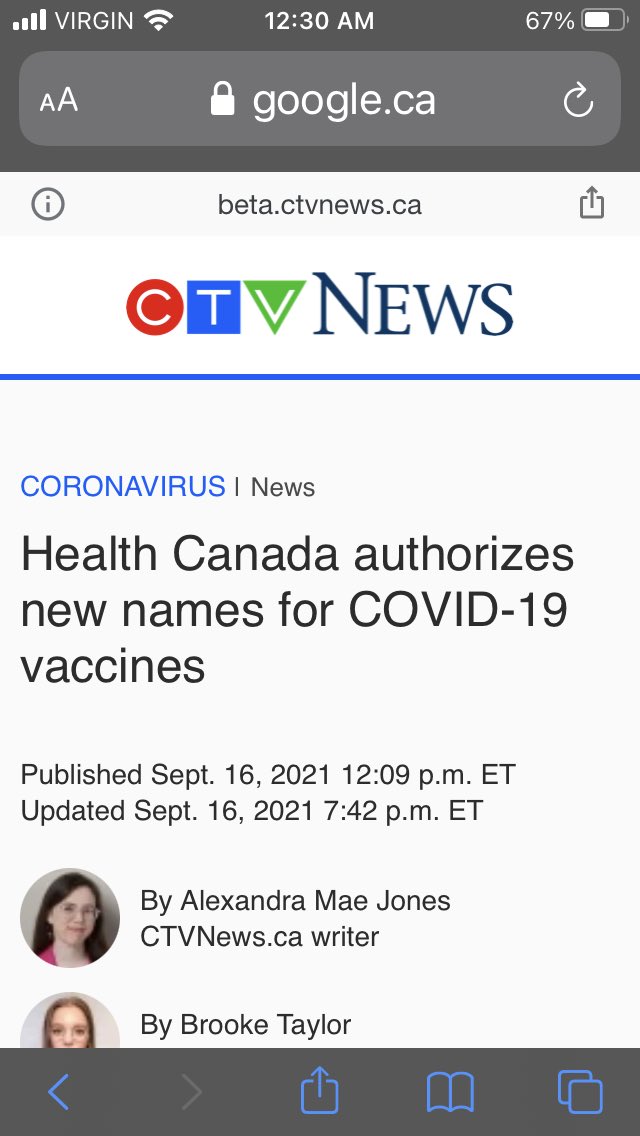 VIRGIN 12:30 AM 67%
AA google.ca
beta.ctvnews.ca
CTV NEWS
CORONAVIRUS | News
Health Canada authorizes
new names for COVID-19
vaccines
Published Sept. 16, 2021 12:09 p.m. ET
Updated Sept. 16, 2021 7:42 p.m. ET
By Alexandra Mae Jones
CTVNews.ca writer
By Brooke Taylor